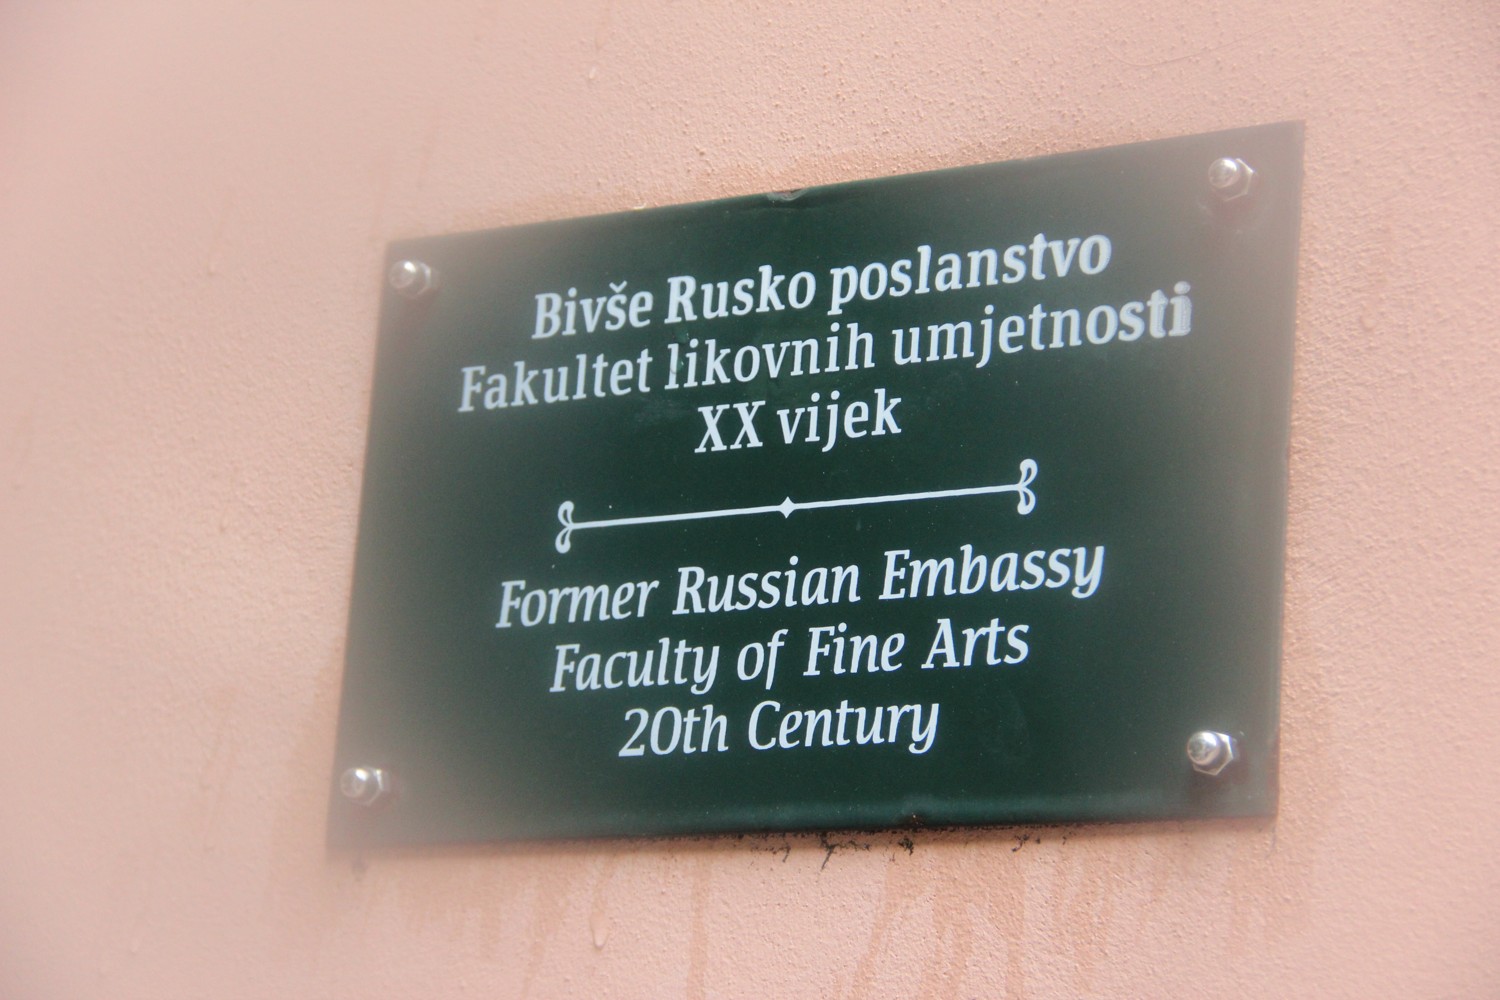 Bivše Rusko poslanstvo
Fakultet likovnih umjetnosti
XX vijek
Former Russian Embassy
Faculty of Fine Arts
20th Century